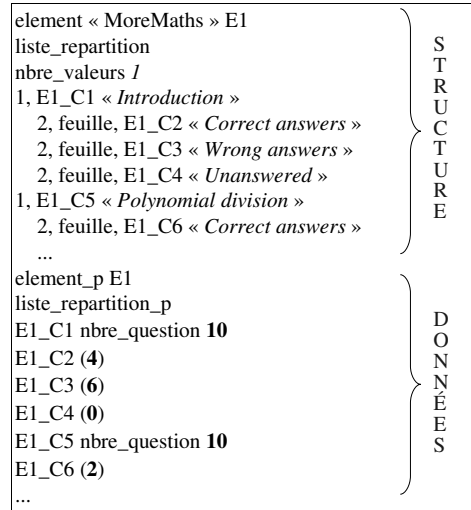 element « MoreMaths » E1
liste_repartition
nbre_valeurs 1
1, E1_C1 « Introduction »
2, feuille, E1_C2 « Correct answers »
2, feuille, E1_C3 « Wrong answers »
2, feuille, E1_C4 « Unanswered »
1, E1_C5 « Polynomial division »
2, feuille, E1_C6 « Correct answers »
...
STRUCTURE
element_p E1
liste_repartition_p
E1_C1 nbre_question 10
E1_C2 (4)
E1_C3 (6)
E1_C4 (0)
E1_C5 nbre_question 10
E1_C6 (2)
...
DONNÉES